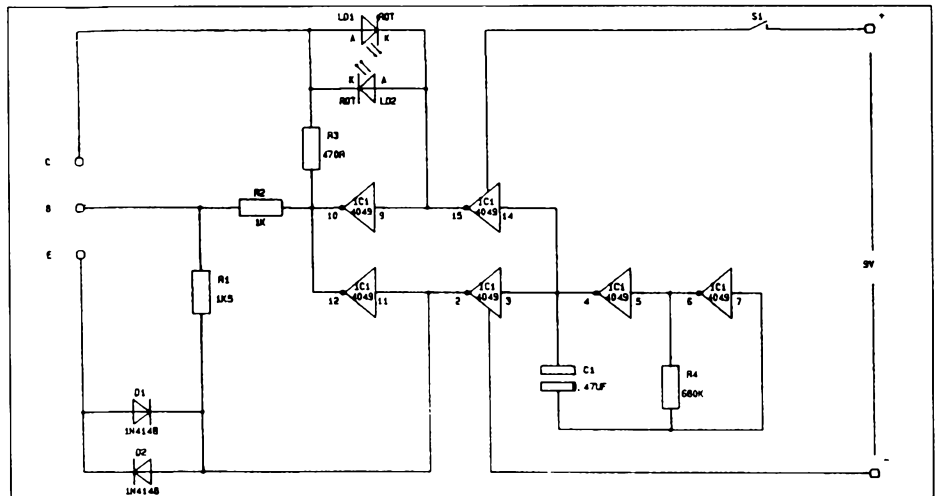 LD1 ROT
A K
K A
ROT LD2
S1
+
R3
470R
C
B
E
R2
1K
IC1
4049
10 9
IC1
4049
15 14
R1
1K5
IC1
4049
12 11
IC1
4049
2 3
IC1
4049
4 5
IC1
4049
6 7
9V
C1
.47UF
R4
680K
D1
1N4148
D2
1N4148
-